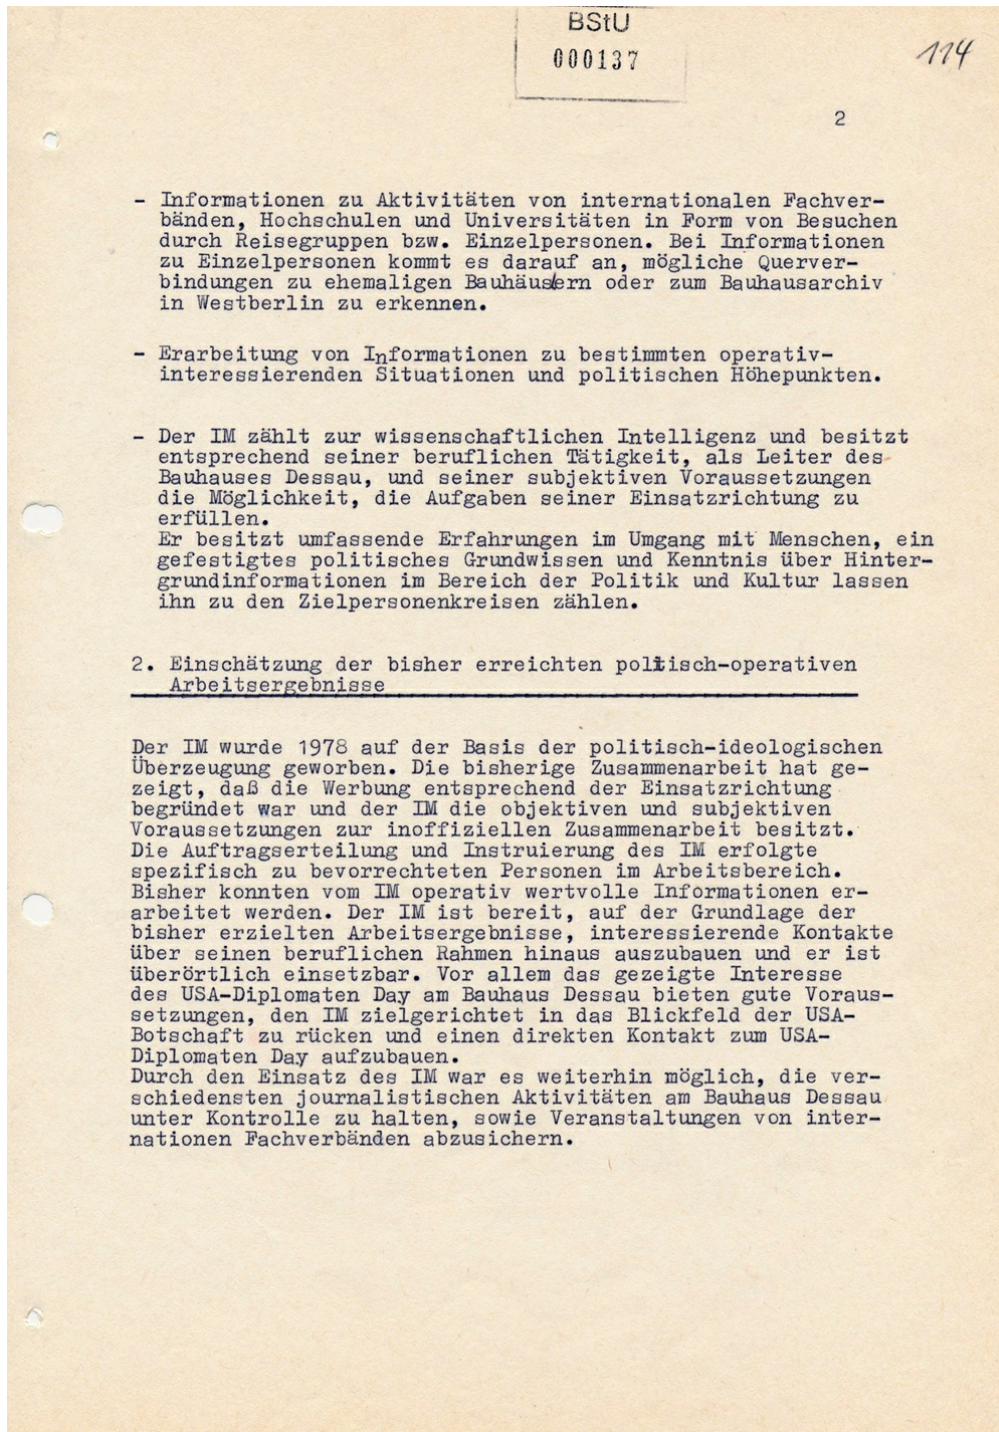 BStU
000137
114
2
- Informationen zu Aktivitäten von internationalen Fachver-
bänden, Hochschulen und Universitäten in Form von Besuchen
durch Reisegruppen bzw. Einzelpersonen. Bei Informationen
zu Einzelpersonen kommt es darauf an, mögliche Querver-
bindungen zu ehemaligen Bauhäuslern oder zum Bauhausarchiv
in Westberlin zu erkennen.
- Erarbeitung von Informationen zu bestimmten operativ-
interessierenden Situationen und politischen Höhepunkten.
- Der IM zählt zur wissenschaftlichen Intelligenz und besitzt
entsprechend seiner beruflichen Tätigkeit, als Leiter des
Bauhauses Dessau, und seiner subjektiven Voraussetzungen
die Möglichkeit, die Aufgaben seiner Einsatzrichtung zu
erfüllen.
Er besitzt umfassende Erfahrungen im Umgang mit Menschen, ein
gefestigtes politisches Grundwissen und Kenntnis über Hinter-
grundinformationen im Bereich der Politik und Kultur lassen
ihn zu den Zielpersonenkreisen zählen.
2. Einschätzung der bisher erreichten politisch-operativen
Arbeitsergebnisse
Der IM wurde 1978 auf der Basis der politisch-ideologischen
Überzeugung geworben. Die bisherige Zusammenarbeit hat ge-
zeigt, daß die Werbung entsprechend der Einsatzrichtung
begründet war und der IM die objektiven und subjektiven
Voraussetzungen zur inoffiziellen Zusammenarbeit besitzt.
Die Auftragserteilung und Instruierung des IM erfolgte
spezifisch zu bevorrechteten Personen im Arbeitsbereich.
Bisher konnten vom IM operativ wertvolle Informationen er-
arbeitet werden. Der IM ist bereit, auf der Grundlage der
bisher erzielten Arbeitsergebnisse, interessierende Kontakte
über seinen beruflichen Rahmen hinaus auszubauen und er ist
überörtlich einsetzbar. Vor allem das gezeigte Interesse
des USA-Diplomaten Day am Bauhaus Dessau bieten gute Voraus-
setzungen, den IM zielgerichtet in das Blickfeld der USA-
Botschaft zu rücken und einen direkten Kontakt zum USA-
Diplomaten Day aufzubauen.
Durch den Einsatz des IM war es weiterhin möglich, die ver-
schiedensten journalistischen Aktivitäten am Bauhaus Dessau
unter Kontrolle zu halten, sowie Veranstaltungen von inter-
nationen Fachverbänden abzusichern.